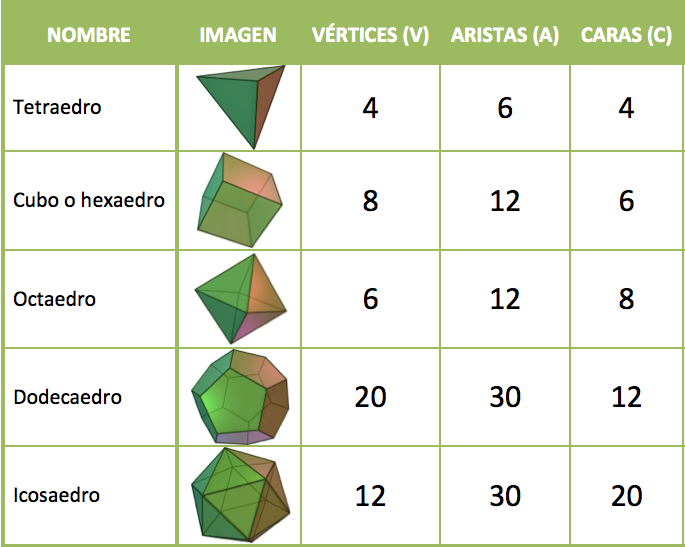 NOMBRE IMAGEN VÉRTICES (V) ARISTAS (A) CARAS (C)
Tetraedro 4 6 4
Cubo o hexaedro 8 12 6
Octaedro 6 12 8
Dodecaedro 20 30 12
Icosaedro 12 30 20